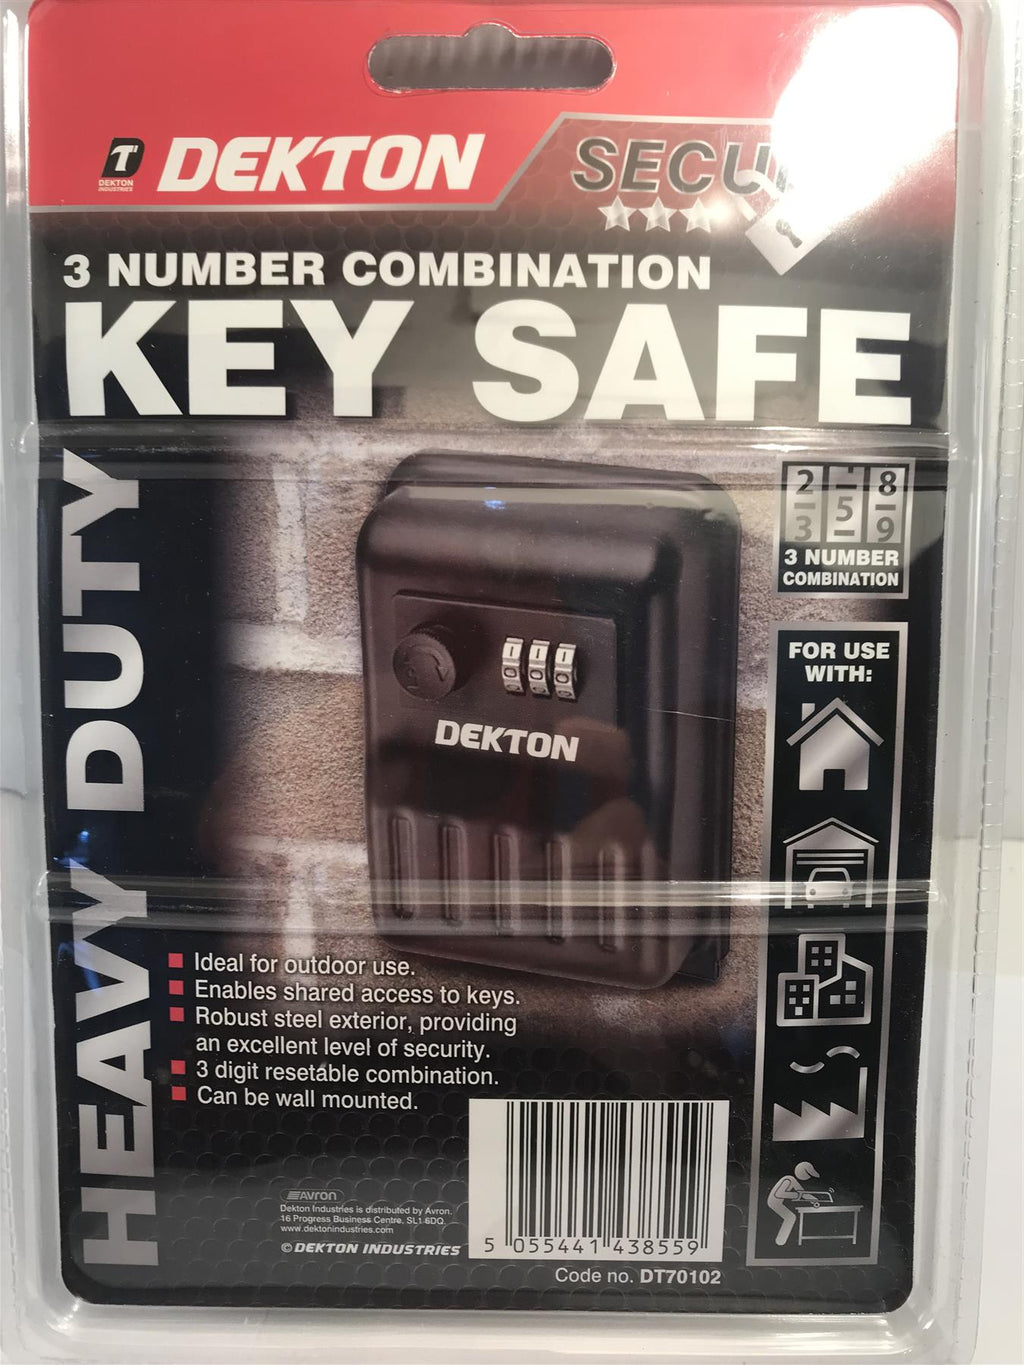 DEKTON
INDUSTRIES
DEKTON
3 NUMBER COMBINATION
KEY SAFE
HEAVY DUTY
2 8
3 5 9
3 NUMBER
COMBINATION
FOR USE
WITH:
DEKTON
Ideal for outdoor use.
Enables shared access to keys.
Robust steel exterior, providing
an excellent level of security.
3 digit resetable combination.
Can be wall mounted.
Avron
Dekton Industries is distributed by Avron.
16 Progress Business Centre, SL1 6DQ
www.dektonindustries.com
© DEKTON INDUSTRIES
5 055441 438559
Code no. DT70102